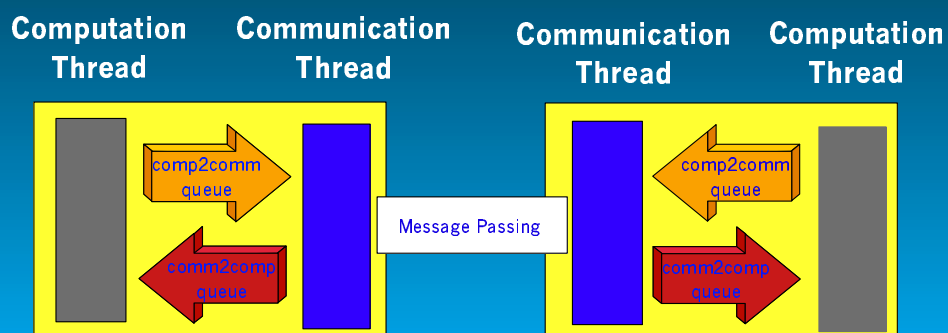 Computation
Thread
Communication
Thread
Communication
Thread
Computation
Thread
comp2comm
queue
comm2comp
queue
Message Passing
comp2comm
queue
comm2comp
queue